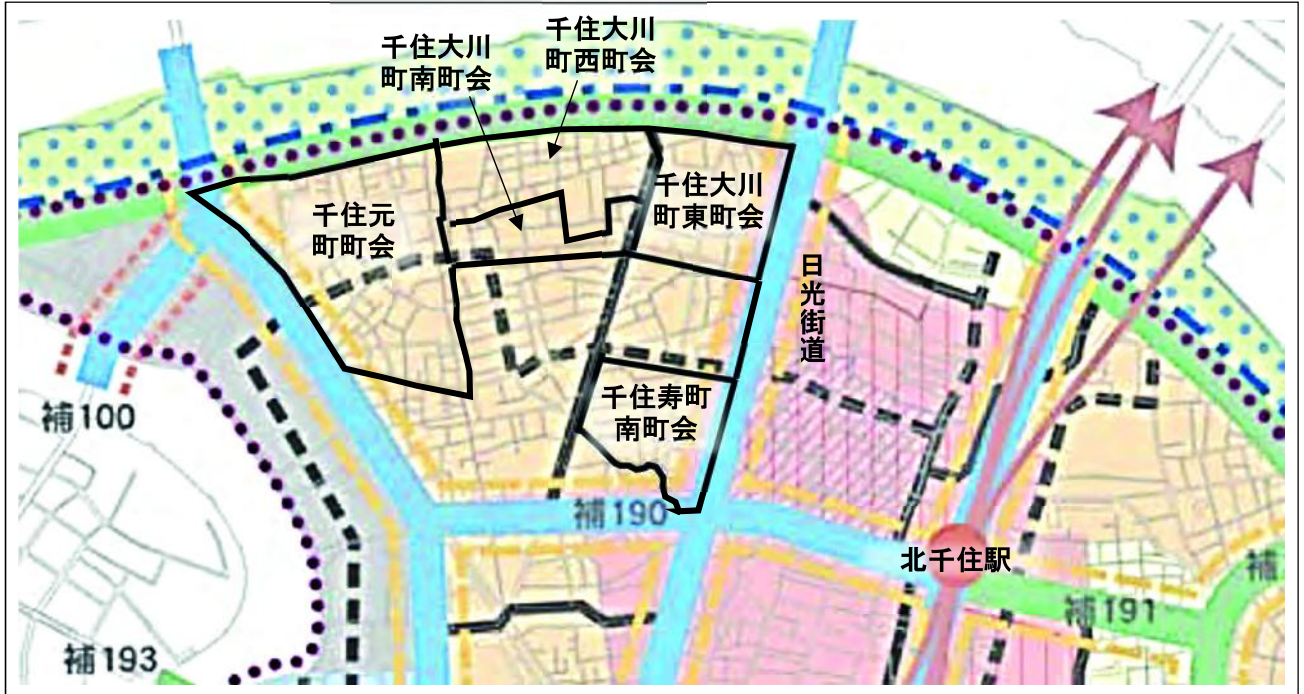 千住大川
町西町会
千住大川
町南町会
千住大川
町東町会
千住元
町町会
日光街道
千住寿町
南町会
補100
補190
北千住駅
補
補191
補193